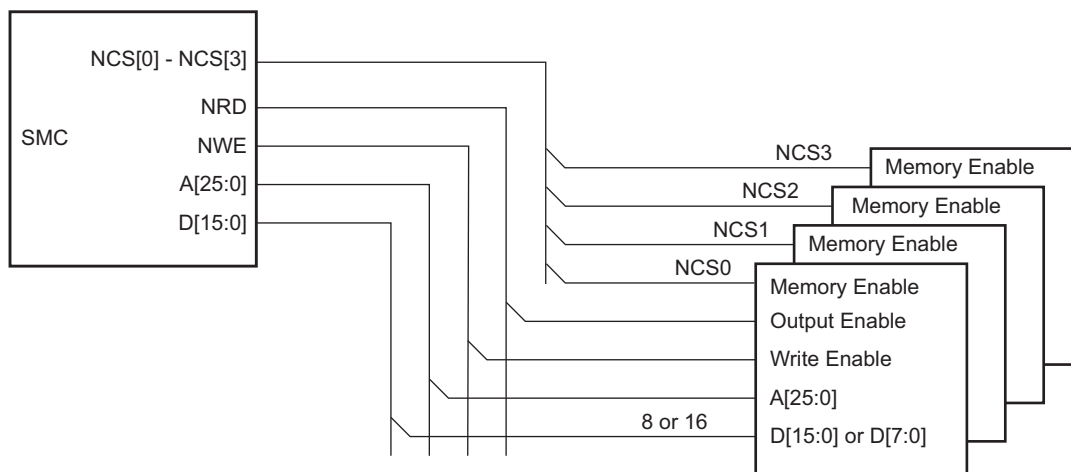 NCS[0] - NCS[3]
NRD
SMC
NWE
A[25:0]
D[15:0]
NCS3
Memory Enable
NCS2
Memory Enable
NCS1
Memory Enable
NCS0
Memory Enable
Output Enable
Write Enable
A[25:0]
8 or 16
D[15:0] or D[7:0]